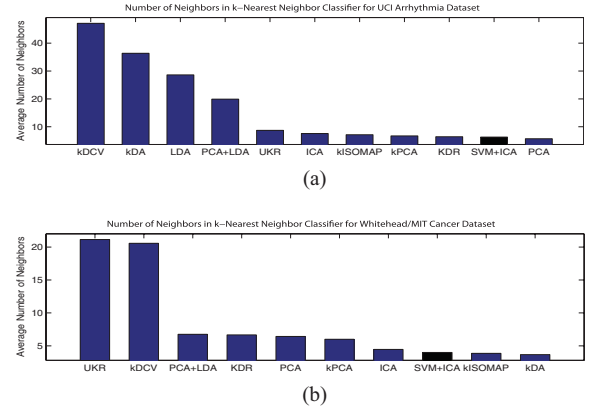 Number of Neighbors in k−Nearest Neighbor Classifier for UCI Arrhythmia Dataset
Average Number of Neighbors
40
30
20
10
kDCV kDA LDA PCA+LDA UKR ICA kISOMAP kPCA KDR SVM+ICA PCA
(a)
Number of Neighbors in k−Nearest Neighbor Classifier for Whitehead/MIT Cancer Dataset
Average Number of Neighbors
20
15
10
5
UKR kDCV PCA+LDA KDR PCA kPCA ICA SVM+ICA kISOMAP kDA
(b)